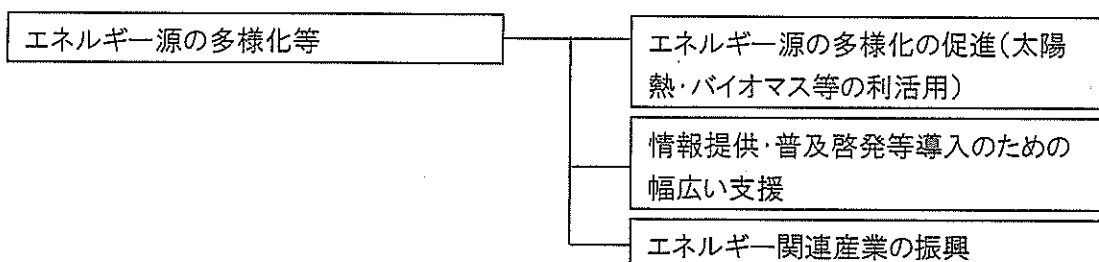 エネルギー源の多様化等
エネルギー源の多様化の促進(太陽
熱・バイオマス等の利活用)
情報提供・普及啓発等導入のための
幅広い支援
エネルギー関連産業の振興